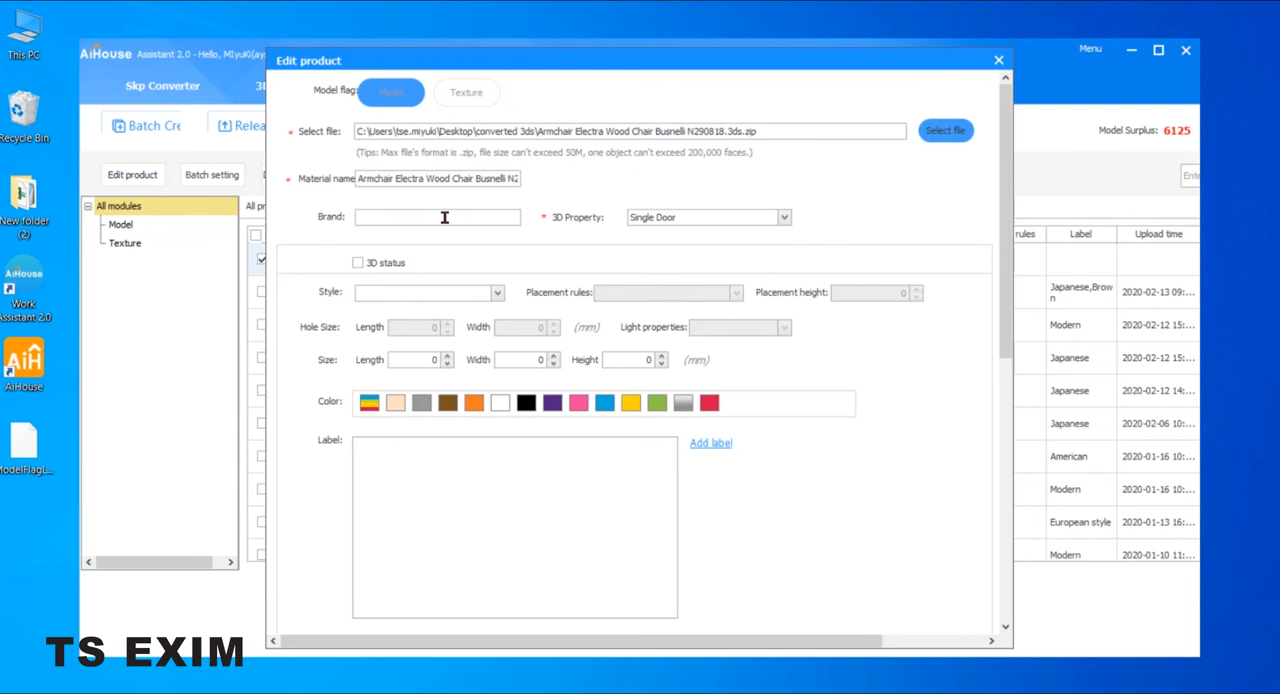 This PC
Recycle Bin
New folder (2)
AiHouse
Work Assistant 2.0
AiH
AiHouse
ModelFlagL...
AiHouse Assistant 2.0 - Hello, MIyuKi(ay
Menu
Skp Converter
Batch Cre
Relea
Model Surplus: 6125
Edit product
Batch setting
All modules
Model
Texture
All pr
rules Label Upload time
Japanese,Brown 2020-02-13 09:...
Modern 2020-02-12 15:...
Japanese 2020-02-12 15:...
Japanese 2020-02-12 14:...
Japanese 2020-02-06 10:...
American 2020-01-16 10:...
Modern 2020-01-16 10:...
European style 2020-01-13 16:...
Modern 2020-01-10 11:...
Edit product
Model flag: Model Texture
* Select file: C:\Users\tse.miyuki\Desktop\converted 3ds\Armchair Electra Wood Chair Busnelli N290818.3ds.zip Select file
(Tips: Max file's format is .zip, file size can't exceed 50M, one object can't exceed 200,000 faces.)
* Material name Armchair Electra Wood Chair Busnelli N2
Brand: * 3D Property: Single Door
3D status
Style: Placement rules: Placement height: 0
Hole Size: Length 0 Width 0 (mm) Light properties:
Size: Length 0 Width 0 Height 0 (mm)
Color:
Label: Add label
TS EXIM